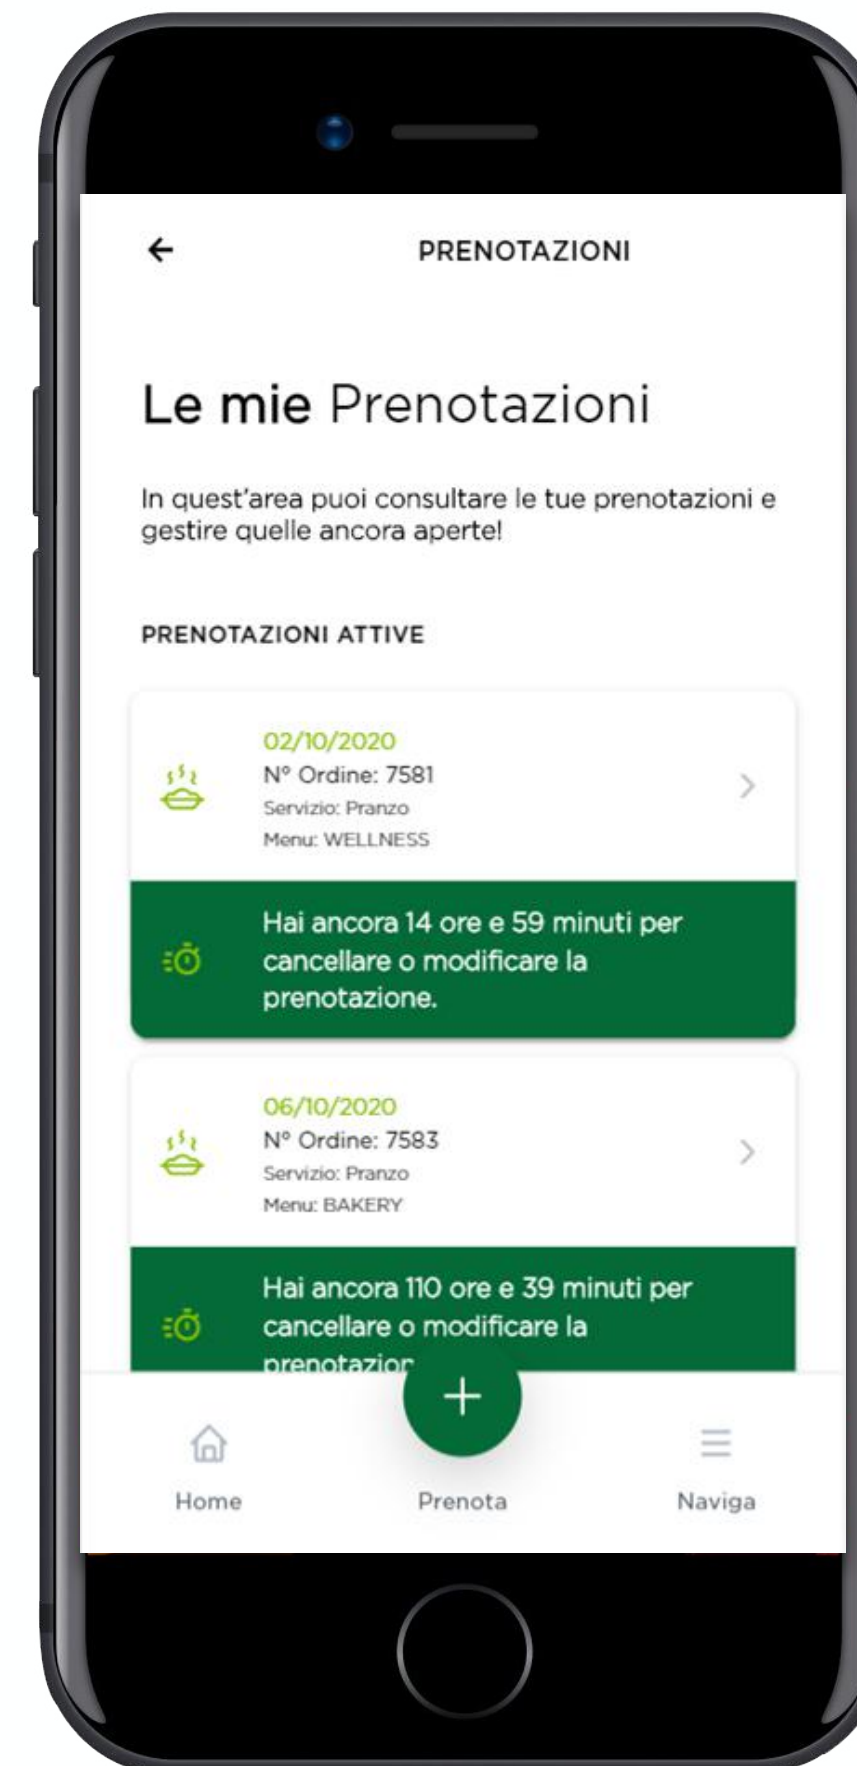 PRENOTAZIONI
Le mie Prenotazioni
In quest'area puoi consultare le tue prenotazioni e
gestire quelle ancora aperte!
PRENOTAZIONI ATTIVE
02/10/2020
N° Ordine: 7581
Servizio: Pranzo
Menu: WELLNESS
Hai ancora 14 ore e 59 minuti per
cancellare o modificare la
prenotazione.
06/10/2020
N° Ordine: 7583
Servizio: Pranzo
Menu: BAKERY
Hai ancora 110 ore e 39 minuti per
cancellare o modificare la
prenotazion
Home
Prenota
Naviga